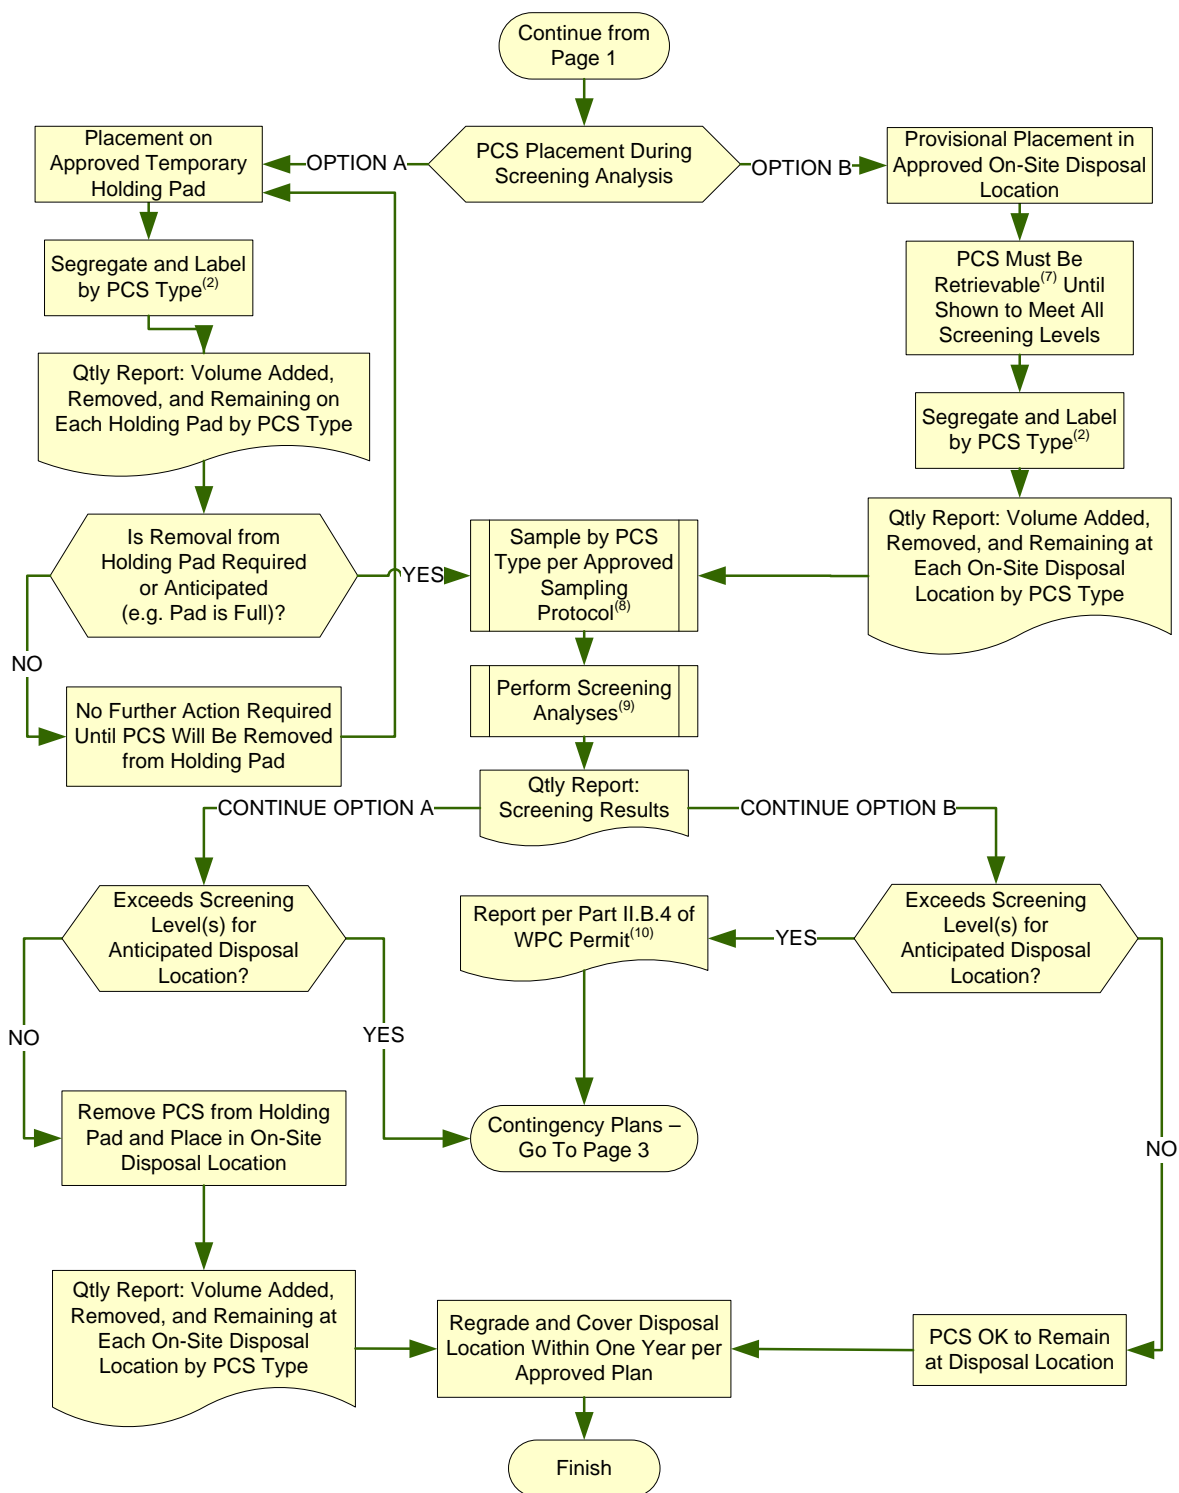 Continue from
Page 1
PCS Placement During
Screening Analysis
OPTION A
OPTION B
Placement on
Approved Temporary
Holding Pad
Provisional Placement in
Approved On-Site Disposal
Location
Segregate and Label
by PCS Type(2)
PCS Must Be
Retrievable(7) Until
Shown to Meet All
Screening Levels
Qtly Report: Volume Added,
Removed, and Remaining on
Each Holding Pad by PCS Type
Segregate and Label
by PCS Type(2)
Is Removal from
Holding Pad Required
or Anticipated
(e.g. Pad is Full)?
YES
NO
Sample by PCS
Type per Approved
Sampling
Protocol(8)
Qtly Report: Volume Added,
Removed, and Remaining at
Each On-Site Disposal
Location by PCS Type
No Further Action Required
Until PCS Will Be Removed
from Holding Pad
Perform Screening
Analyses(9)
Qtly Report:
Screening Results
CONTINUE OPTION A
CONTINUE OPTION B
Exceeds Screening
Level(s) for
Anticipated Disposal
Location?
NO
YES
Report per Part II.B.4 of
WPC Permit(10)
YES
Exceeds Screening
Level(s) for
Anticipated Disposal
Location?
NO
Remove PCS from Holding
Pad and Place in On-Site
Disposal Location
Contingency Plans –
Go To Page 3
Qtly Report: Volume Added,
Removed, and Remaining at
Each On-Site Disposal
Location by PCS Type
Regrade and Cover Disposal
Location Within One Year per
Approved Plan
PCS OK to Remain
at Disposal Location
Finish